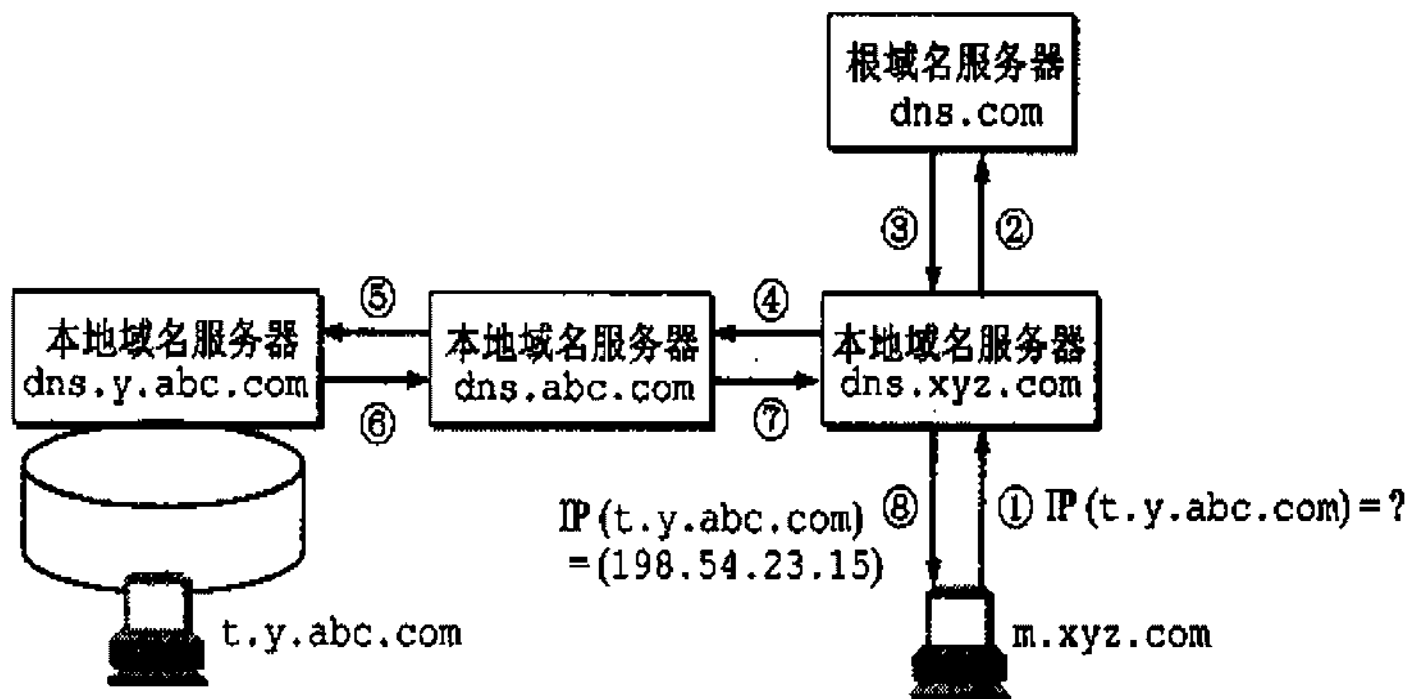 根域名服务器
dns.com
③
②
⑤
④
本地域名服务器
dns.y.abc.com
本地域名服务器
dns.abc.com
本地域名服务器
dns.xyz.com
⑥
⑦
IP(t.y.abc.com)
=(198.54.23.15)
⑧
① IP(t.y.abc.com)=?
t.y.abc.com
m.xyz.com